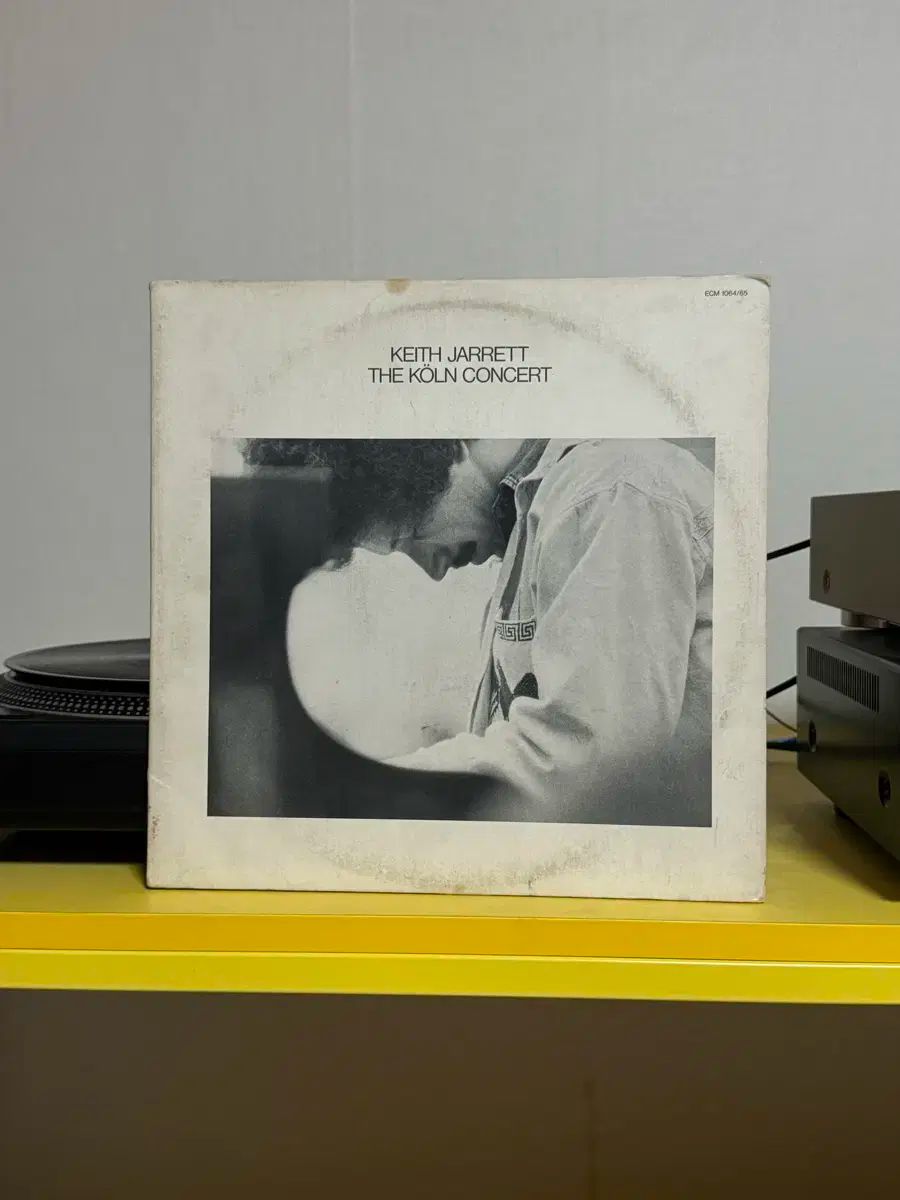 ECM 1064/65
KEITH JARRETT
THE KÖLN CONCERT